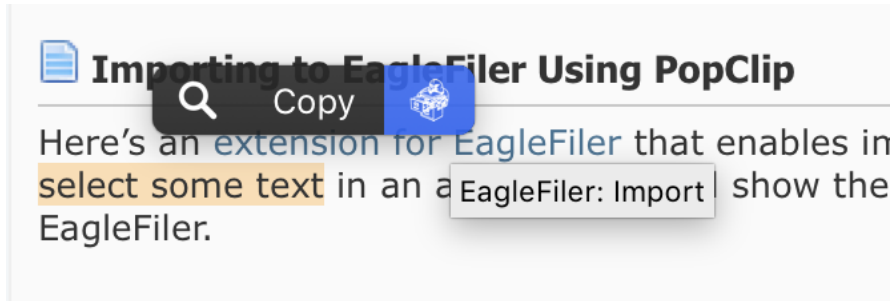 Importing to EagleFiler Using PopClip
Copy
Here’s an extension for EagleFiler that enables
select some text in an EagleFiler: Import show the
EagleFiler.